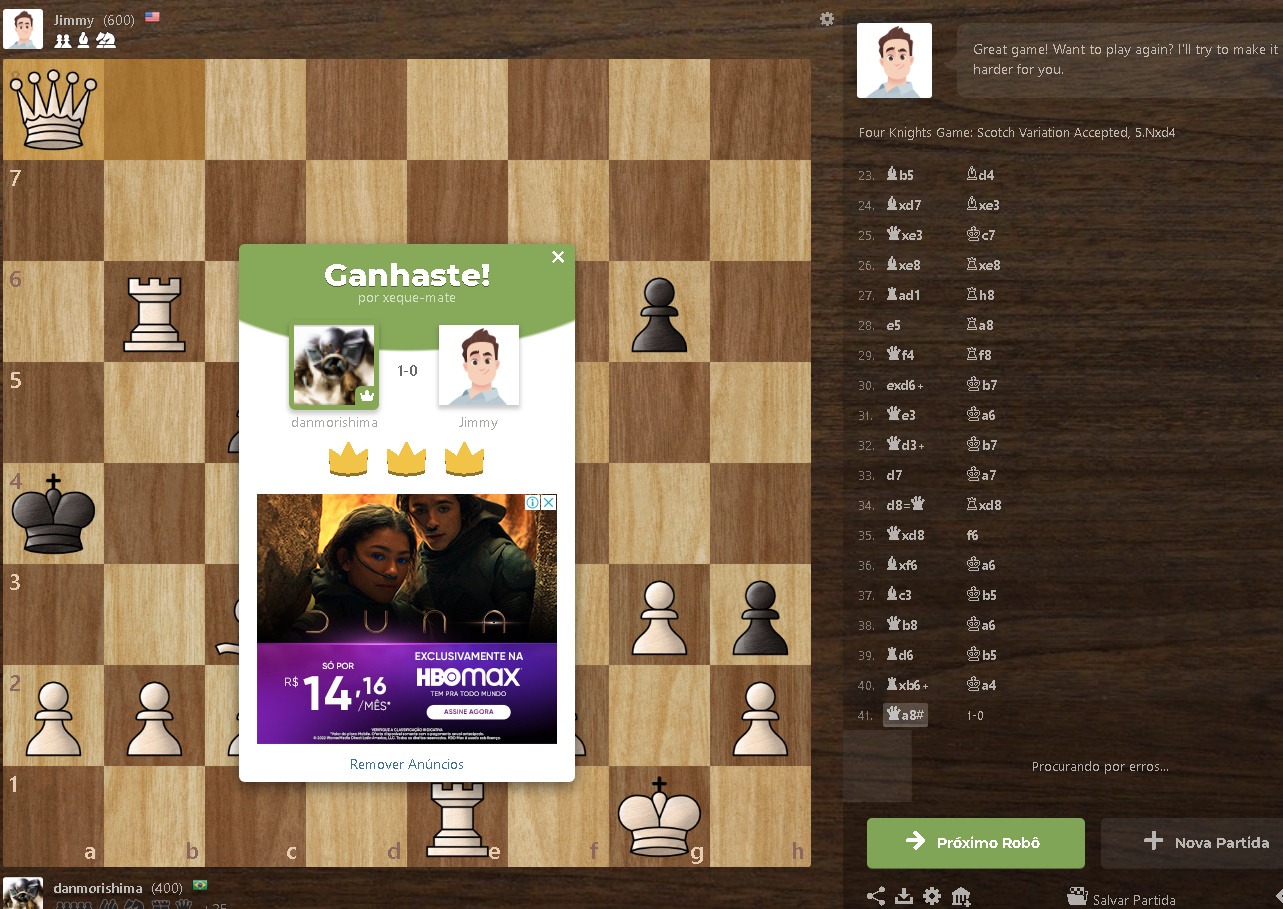 Jimmy (600)
Great game! Want to play again? I'll try to make it
harder for you.
Four Knights Game: Scotch Variation Accepted, 5.Nxd4
23. b5 d4
24. xd7 xe3
25. xe3 c7
26. xe8 xe8
27. ad1 h8
28. e5 a8
29. f4 f8
30. exd6+ b7
31. e3 a6
32. d3+ b7
33. d7 a7
34. d8= xd8
35. xd8 f6
36. xf6 a6
37. c3 b5
38. b8 a6
39. d6 b5
40. xb6+ a4
41. a8# 1-0
Procurando por erros...
Próximo Robô
Nova Partida
Salvar Partida
7
6
5
4
3
2
1
a b c d e f g h
Ganhaste!
por xeque-mate
1-0
danmorishima
Jimmy
DUNA
SÓ POR
R$ 14,16
/MÊS*
EXCLUSIVAMENTE NA
HBOMAX
TEM PRA TODO MUNDO
ASSINE AGORA
Remover Anúncios
danmorishima (400)